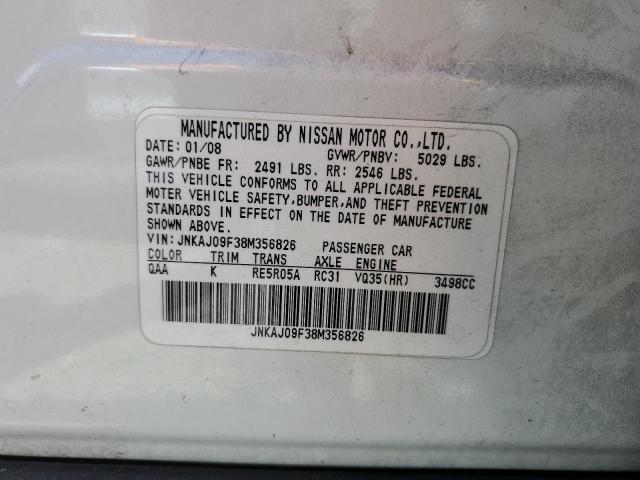 MANUFACTURED BY NISSAN MOTOR CO.,LTD.
DATE: 01/08 GVWR/PNBV: 5029 LBS.
GAWR/PNBE FR: 2491 LBS. RR: 2546 LBS.
THIS VEHICLE CONFORMS TO ALL APPLICABLE FEDERAL
MOTOR VEHICLE SAFETY,BUMPER,AND THEFT PREVENTION
STANDARDS IN EFFECT ON THE DATE OF MANUFACTURE
SHOWN ABOVE.
VIN: JNKAJ09F38M356826 PASSENGER CAR
COLOR TRIM TRANS AXLE ENGINE
QAA K RE5R05A RC31 VQ35(HR) 3498CC
JNKAJ09F38M356826